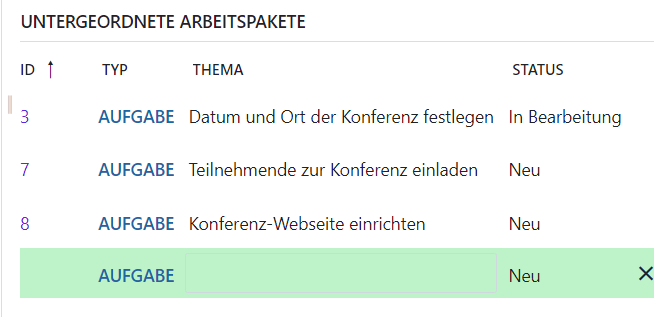 UNTERGEORDNETE ARBEITSPAKETE
ID ↑ TYP THEMA STATUS
3 AUFGABE Datum und Ort der Konferenz festlegen In Bearbeitung
7 AUFGABE Teilnehmende zur Konferenz einladen Neu
8 AUFGABE Konferenz-Webseite einrichten Neu
AUFGABE Neu